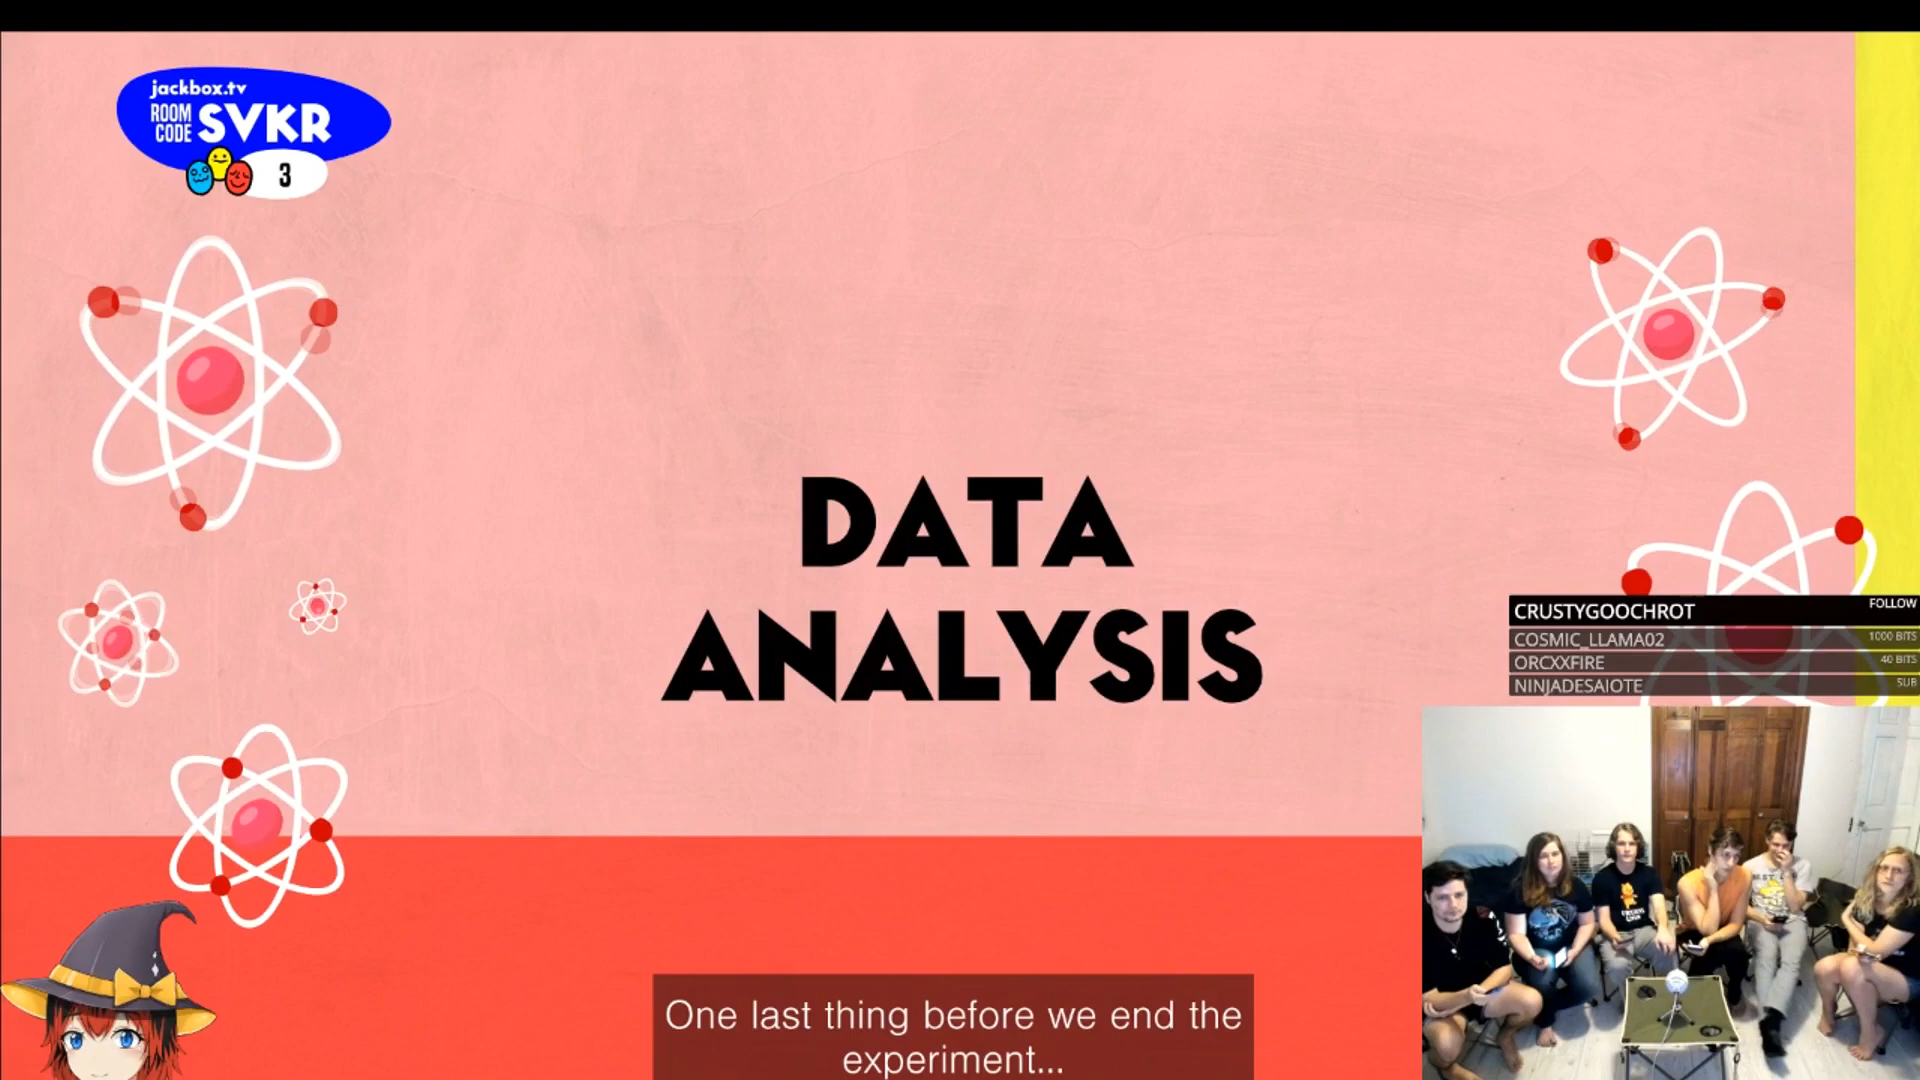 jackbox.tv
ROOM
CODE
SVKR
3
DATA
ANALYSIS
CRUSTYGOOCHROT FOLLOW
COSMIC_LLAMA02 1000 BITS
ORCXXFIRE 40 BITS
NINJADESAIOTE SUB
One last thing before we end the
experiment...